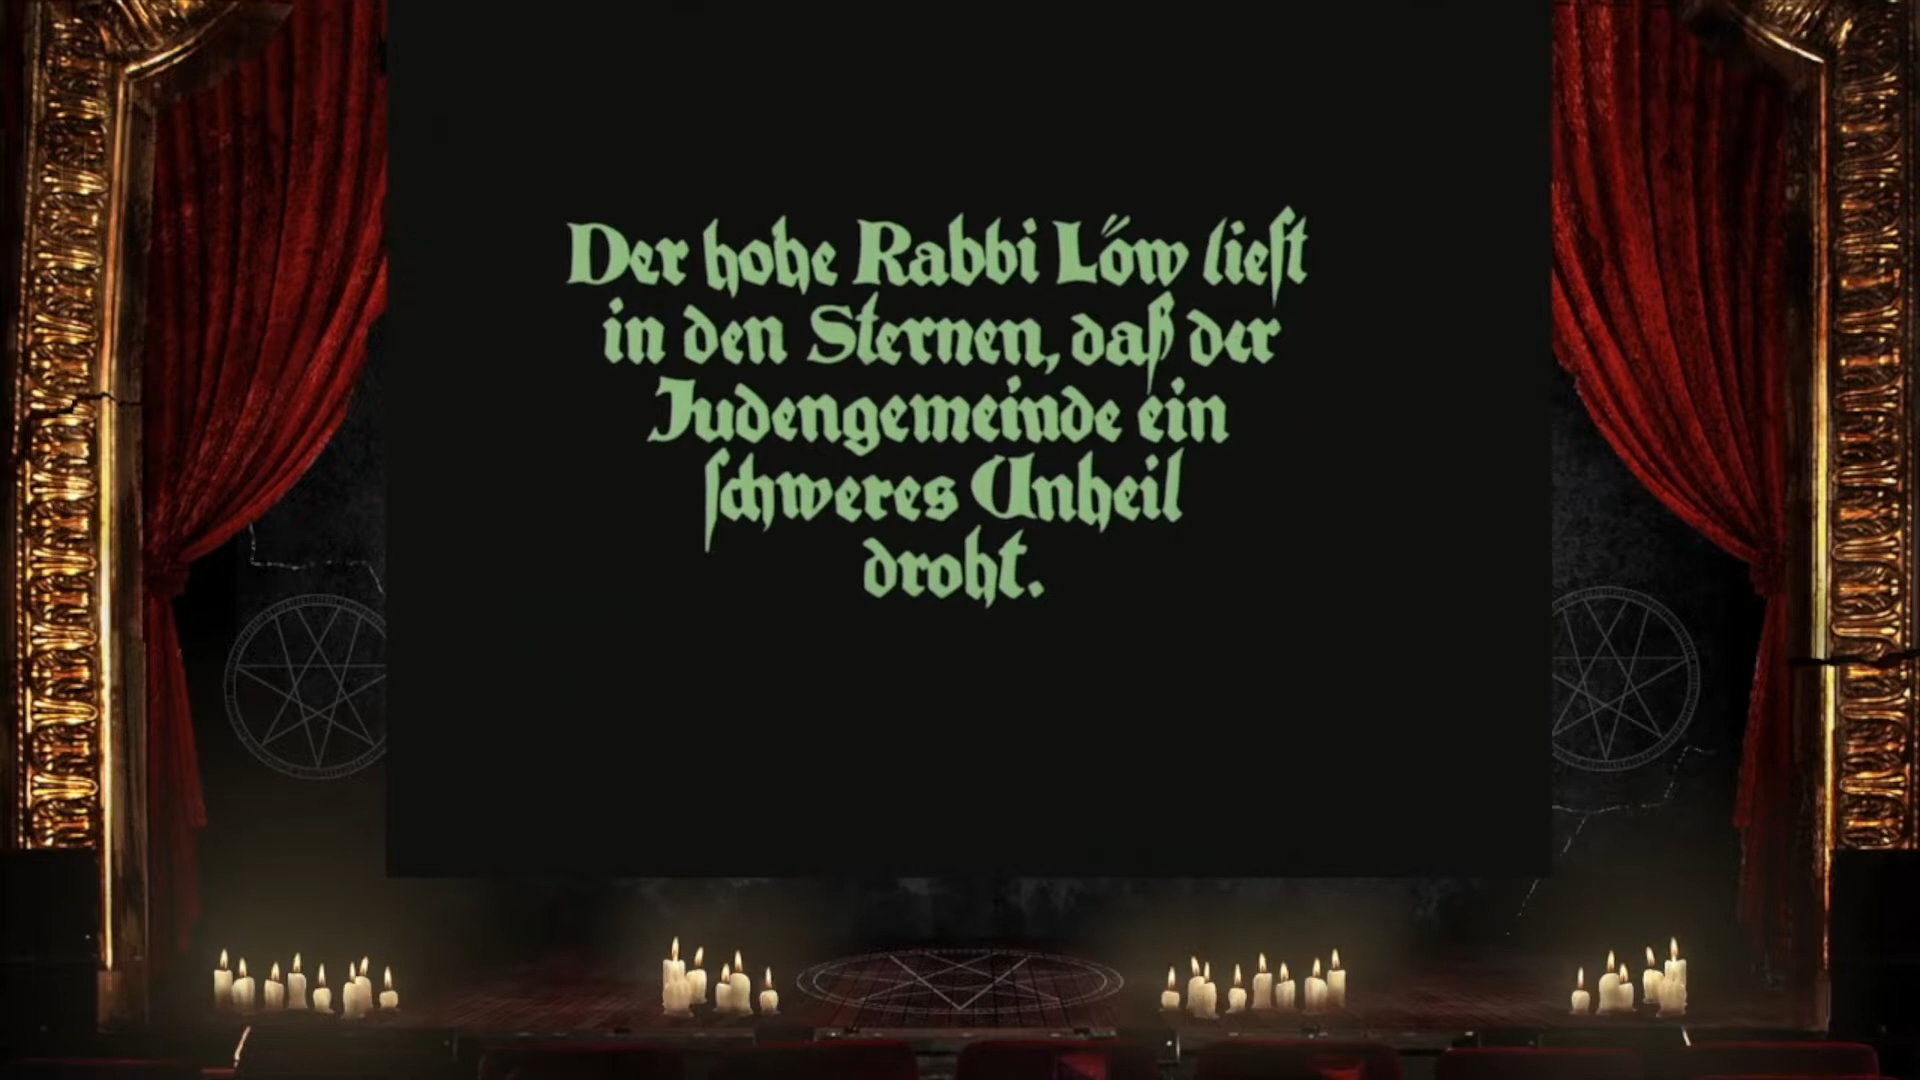 Der hohe Rabbi Löw lieſt
in den Sternen, daß der
Judengemeinde ein
ſchweres Unheil
droht.